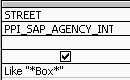 STREET
PPI_SAP_AGENCY_INT
Like "*Box*"